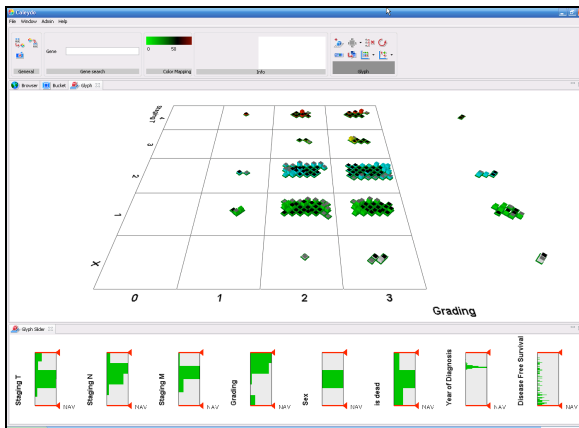 Caleydo
File Window Admin Help
Gene
0 50
General Gene search Color Mapping Info Glyph
Browser Bucket Glyph
StagingT
4
3
2
1
X
0 1 2 3
Grading
Glyph Slider
Staging T
NAV
Staging N
NAV
Staging M
NAV
Grading
NAV
Sex
NAV
is dead
NAV
Year of Diagnosis
NAV
Disease Free Survival
NAV